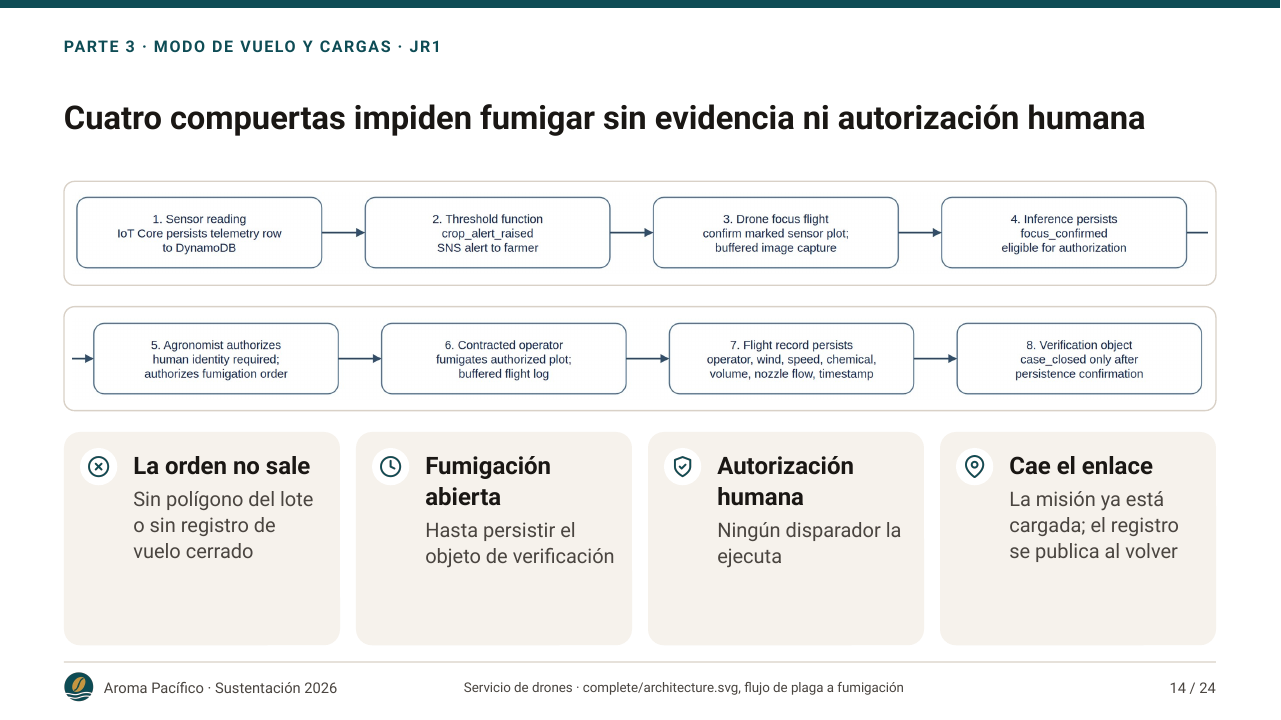 PARTE 3 · MODO DE VUELO Y CARGAS · JR1
Cuatro compuertas impiden fumigar sin evidencia ni autorización humana
1. Sensor reading
IoT Core persists telemetry row
to DynamoDB
2. Threshold function
crop_alert_raised
SNS alert to farmer
3. Drone focus flight
confirm marked sensor plot;
buffered image capture
4. Inference persists
focus_confirmed
eligible for authorization
5. Agronomist authorizes
human identity required;
authorizes fumigation order
6. Contracted operator
fumigates authorized plot;
buffered flight log
7. Flight record persists
operator, wind, speed, chemical,
volume, nozzle flow, timestamp
8. Verification object
case_closed only after
persistence confirmation
La orden no sale
Sin polígono del lote
o sin registro de
vuelo cerrado
Fumigación
abierta
Hasta persistir el
objeto de verificación
Autorización
humana
Ningún disparador la
ejecuta
Cae el enlace
La misión ya está
cargada; el registro
se publica al volver
Aroma Pacífico · Sustentación 2026
Servicio de drones · complete/architecture.svg, flujo de plaga a fumigación
14 / 24